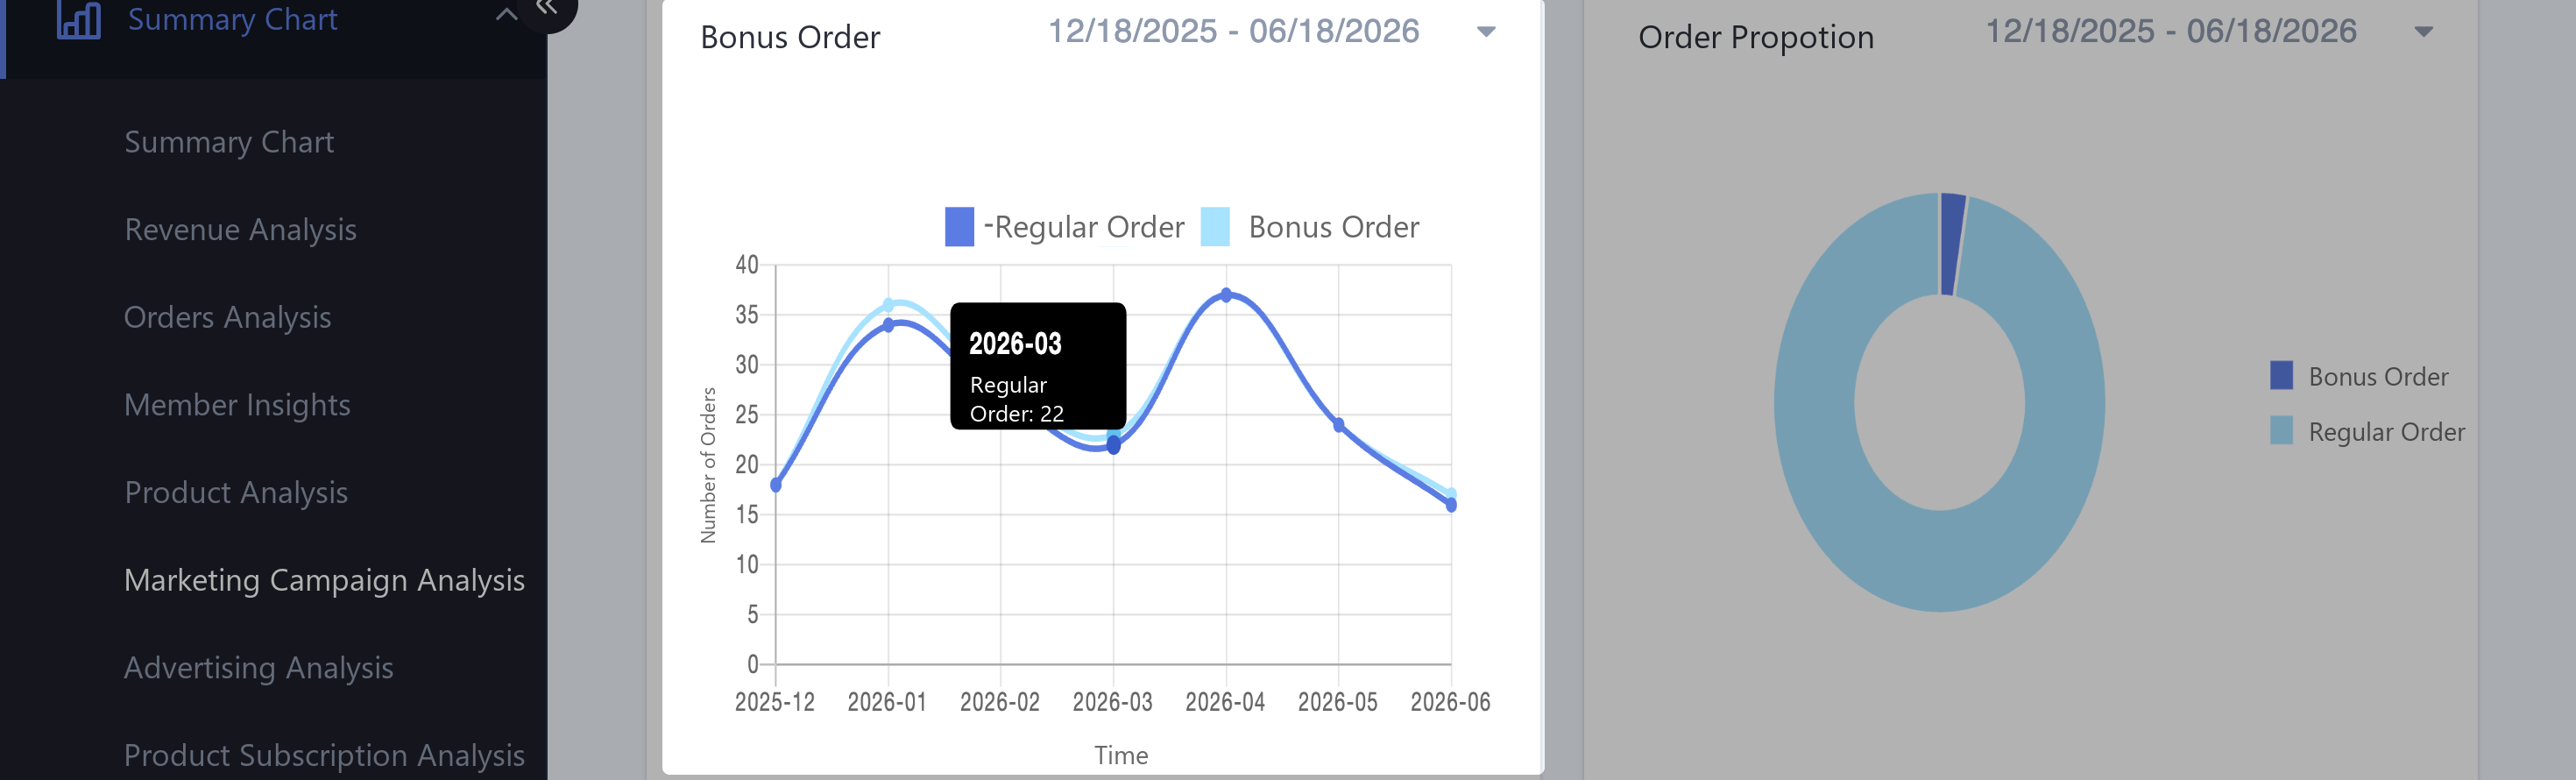 Summary Chart
Summary Chart
Revenue Analysis
Orders Analysis
Member Insights
Product Analysis
Marketing Campaign Analysis
Advertising Analysis
Product Subscription Analysis
Bonus Order
12/18/2025 - 06/18/2026
-Regular Order
Bonus Order
Number of Orders
40
35
30
25
20
15
10
5
0
2026-03
Regular
Order: 22
2025-12
2026-01
2026-02
2026-03
2026-04
2026-05
2026-06
Time
Order Propotion
12/18/2025 - 06/18/2026
Bonus Order
Regular Order